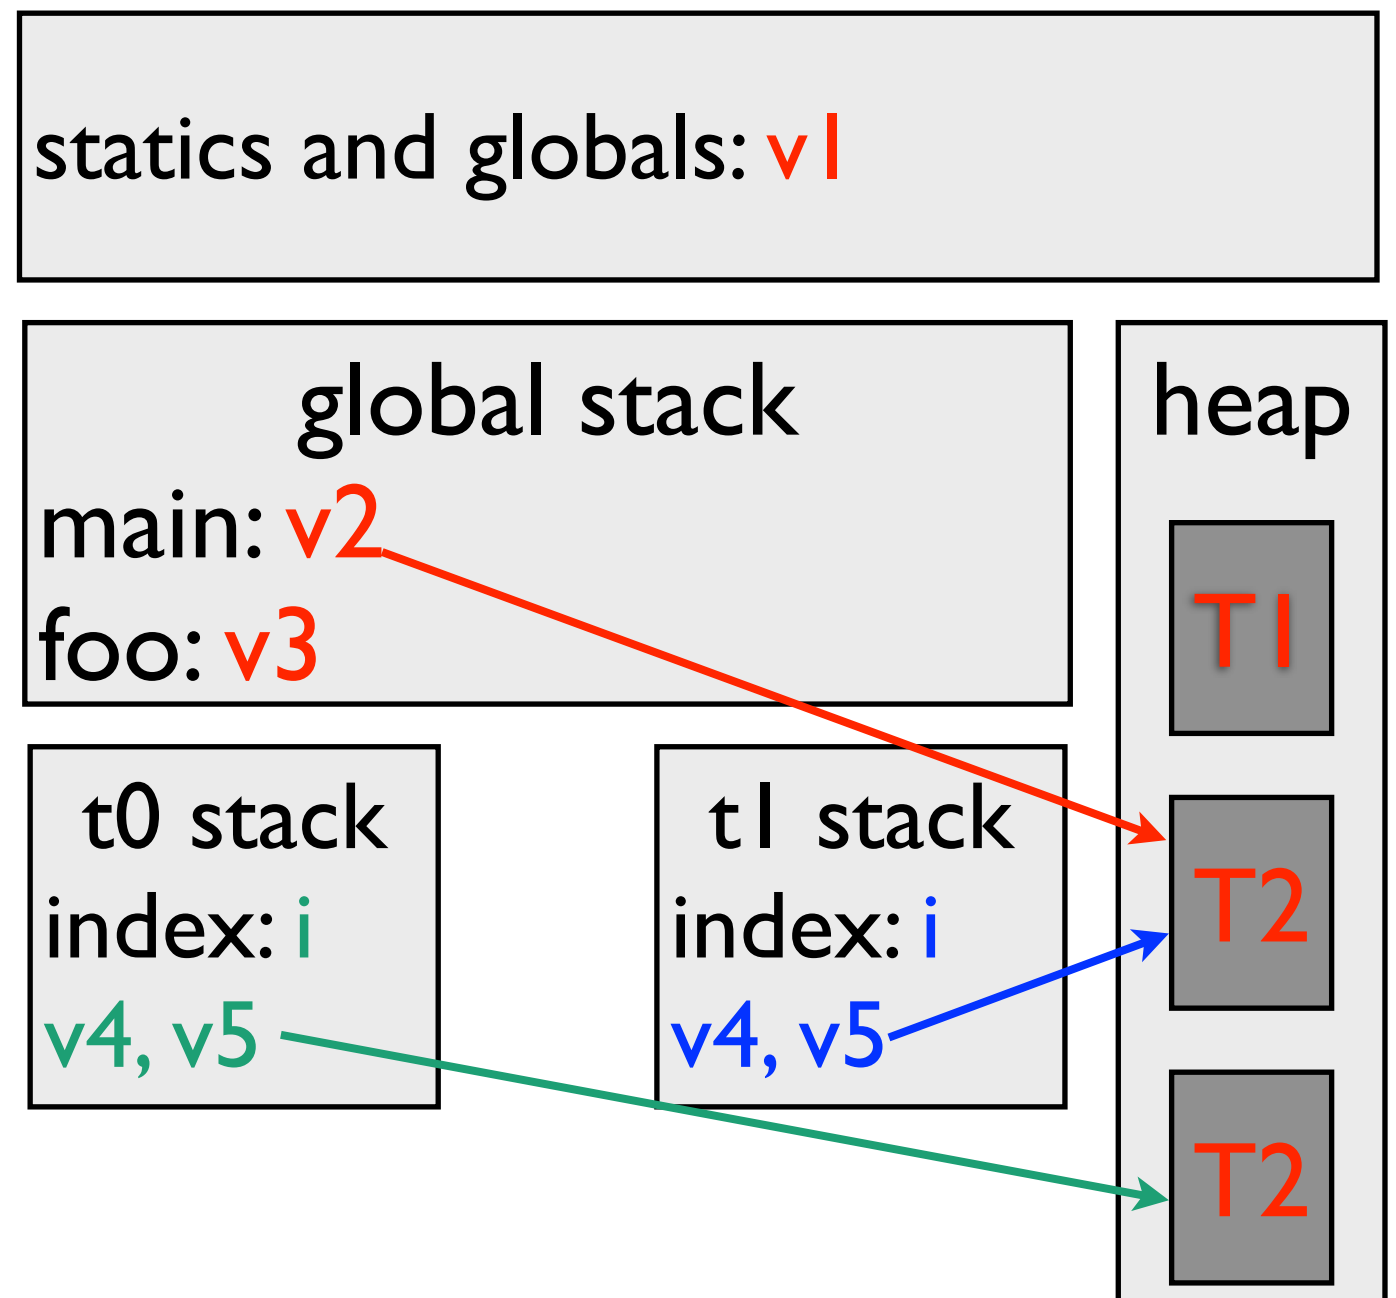 statics and globals: v1
global stack
main: v2
foo: v3
heap
T1
T2
T2
t0 stack
index: i
v4, v5
t1 stack
index: i
v4, v5